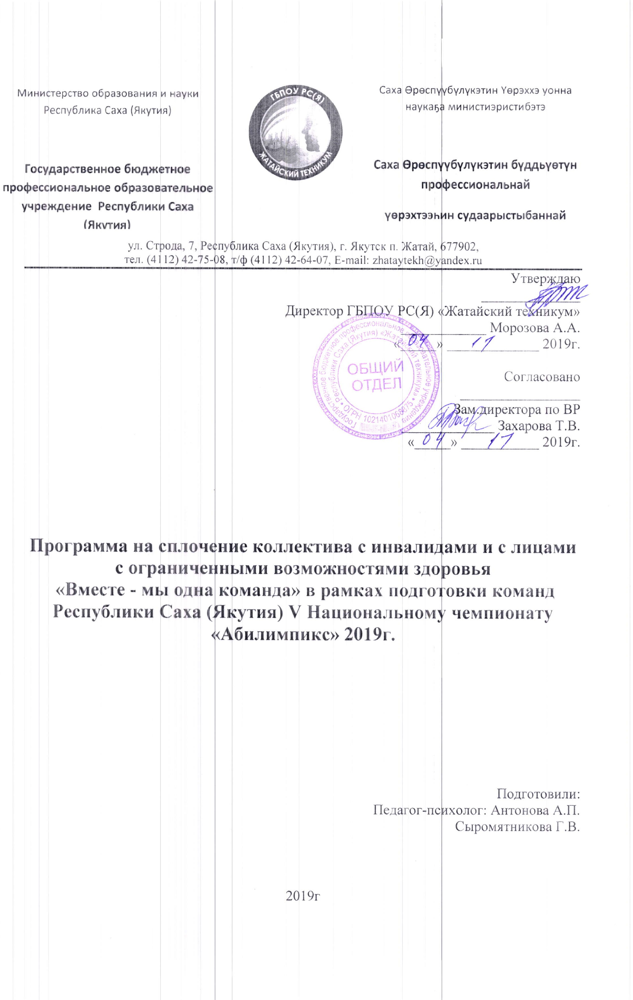 Министерство образования и науки
Республика Саха (Якутия)
Государственное бюджетное
профессиональное образовательное
учреждение Республики Саха
(Якутия)
ГБПОУ РС(Я)
ЖАТАЙСКИЙ ТЕХНИКУМ
Саха Өрөспүүбүлүкэтин Үөрэххэ уонна
наукаҕа министиэристибэтэ
Саха Өрөспүүбүлүкэтин бүддьүөтүн
профессиональнай
үөрэхтээһин судаарыстыбаннай
ул. Строда, 7, Республика Саха (Якутия), г. Якутск п. Жатай, 677902,
тел. (4112) 42-75-08, т/ф (4112) 42-64-07, E-mail: zhataytekh@yandex.ru
Утверждаю
Директор ГБПОУ РС(Я) «Жатайский техникум»
Морозова А.А.
«04» 11 2019г.
Государственное бюджетное профессиональное образовательное учреждение
Республики Саха (Якутия) «Жатайский техникум» • ОГРН 1021401068875 •
ОБЩИЙ
ОТДЕЛ
Согласовано
Зам.директора по ВР
Захарова Т.В.
«04» 11 2019г.
Программа на сплочение коллектива с инвалидами и с лицами
с ограниченными возможностями здоровья
«Вместе - мы одна команда» в рамках подготовки команд
Республики Саха (Якутия) V Национальному чемпионату
«Абилимпикс» 2019г.
Подготовили:
Педагог-психолог: Антонова А.П.
Сыромятникова Г.В.
2019г